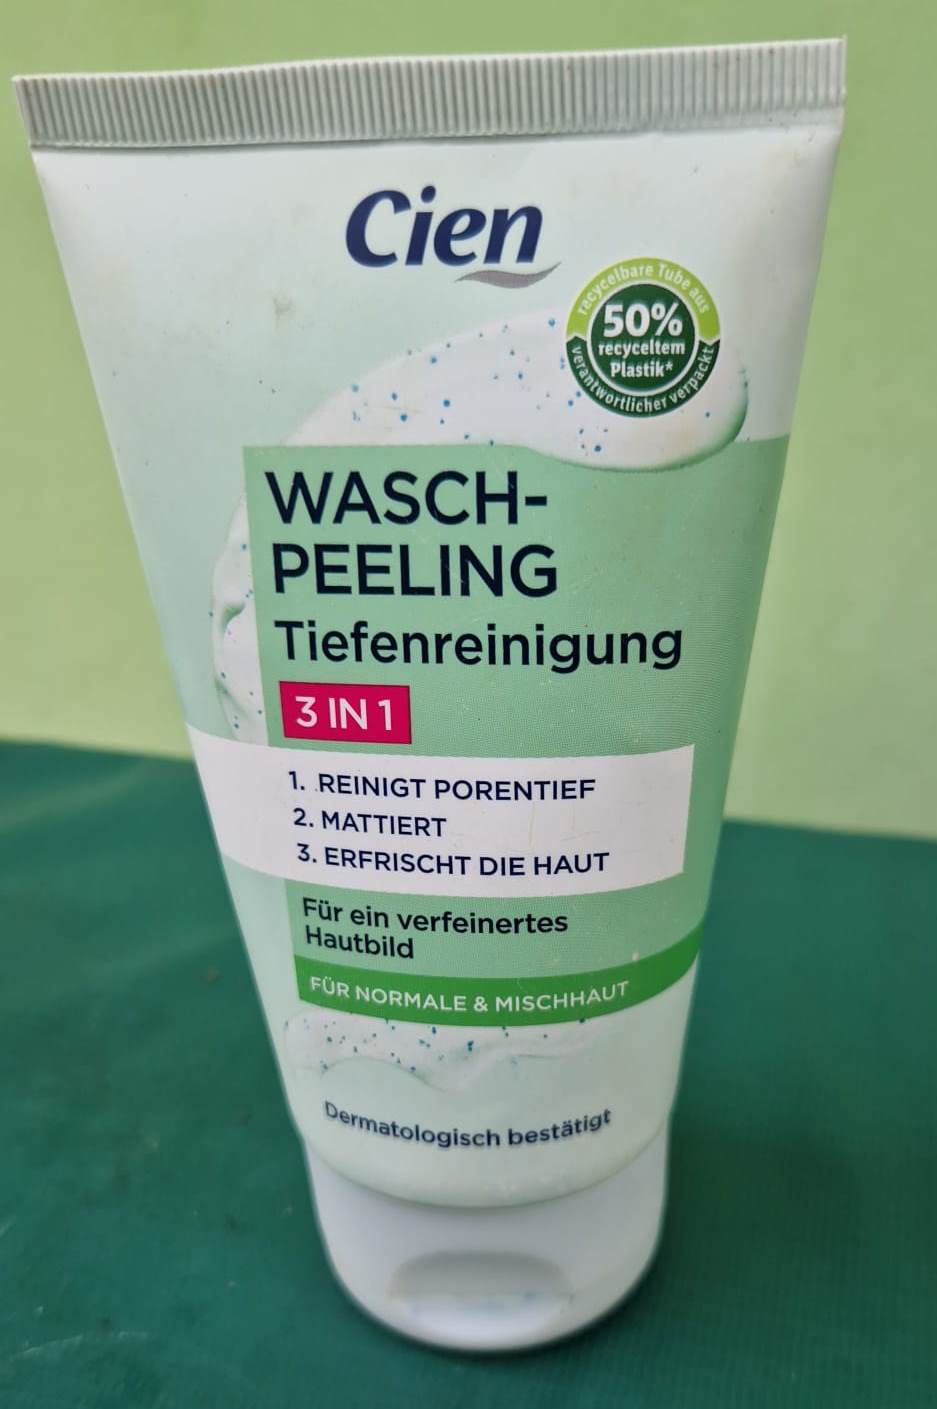 Cien
recycelbare Tube aus
50%
recyceltem
Plastik*
verantwortlicher verpackt
WASCH-
PEELING
Tiefenreinigung
3 IN 1
1. REINIGT PORENTIEF
2. MATTIERT
3. ERFRISCHT DIE HAUT
Für ein verfeinertes
Hautbild
FÜR NORMALE & MISCHHAUT
Dermatologisch bestätigt